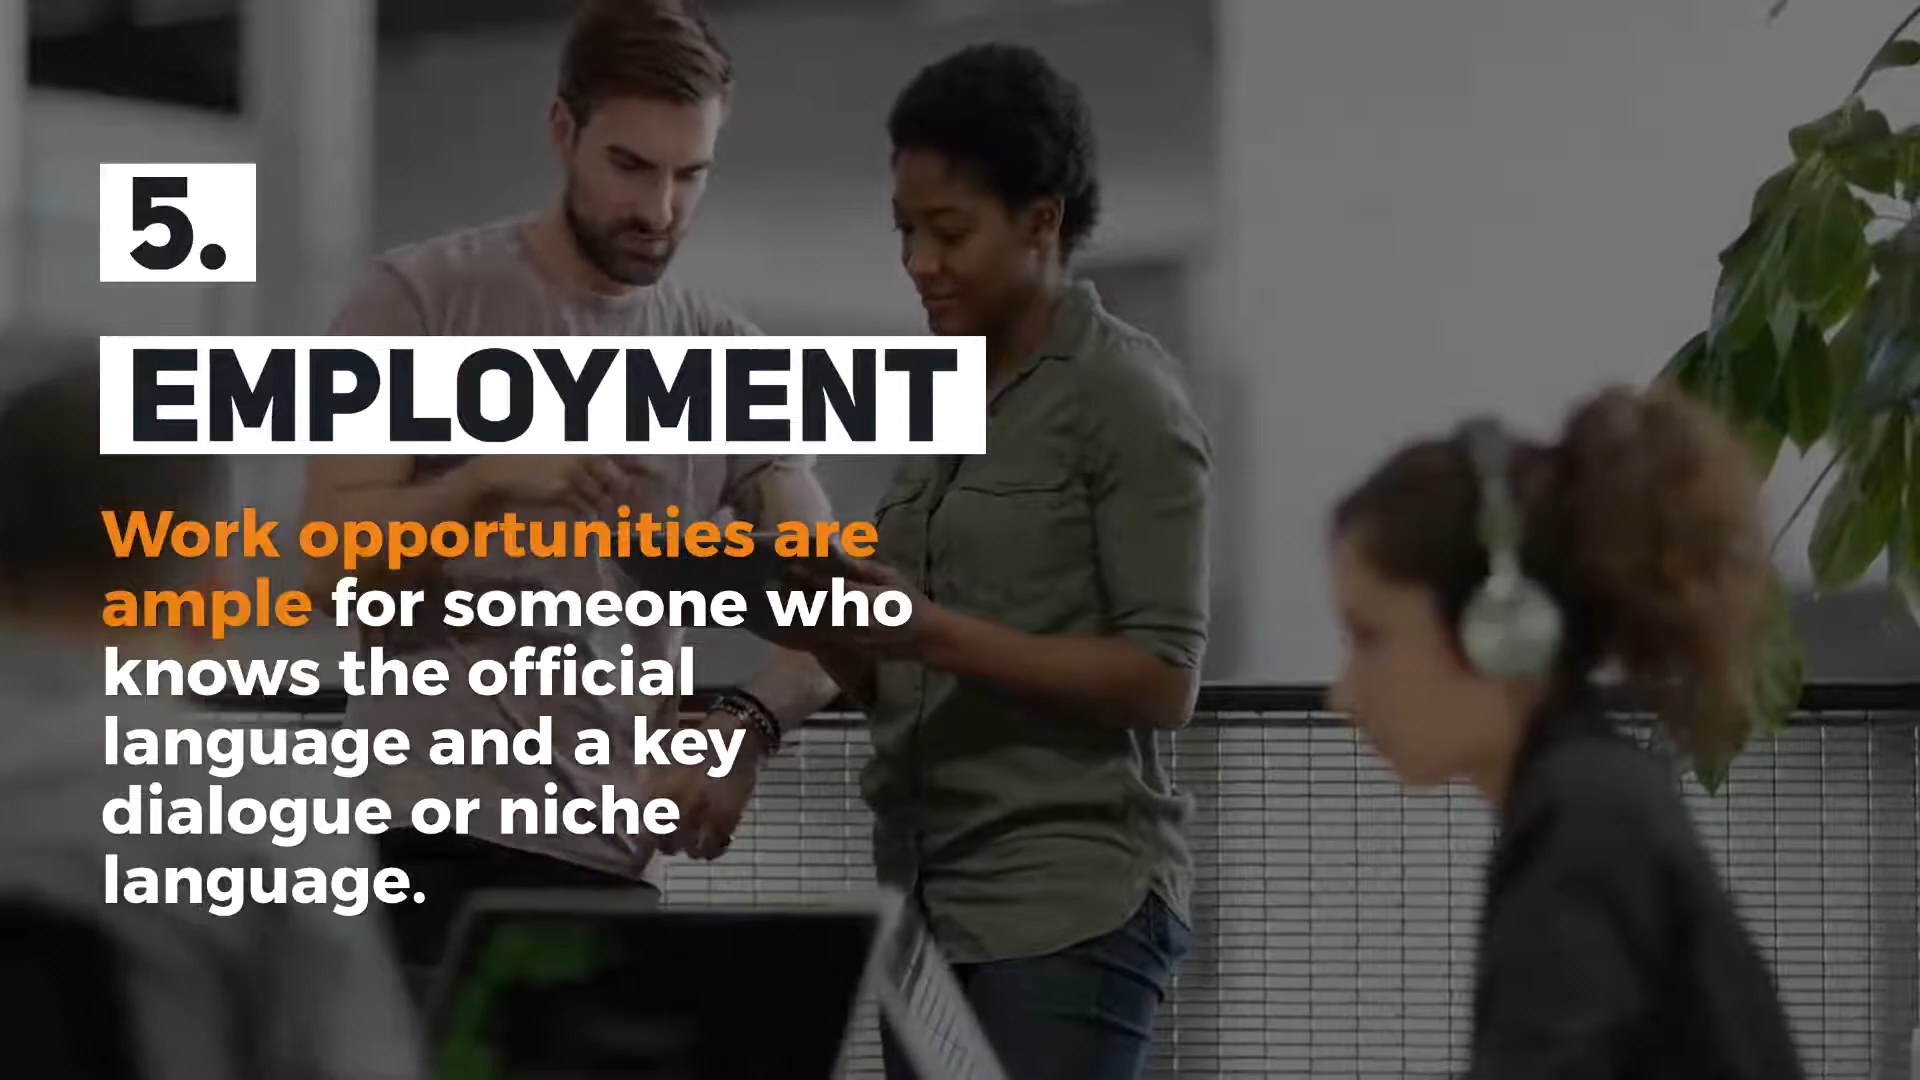 5.
EMPLOYMENT
Work opportunities are
ample for someone who
knows the official
language and a key
dialogue or niche
language.